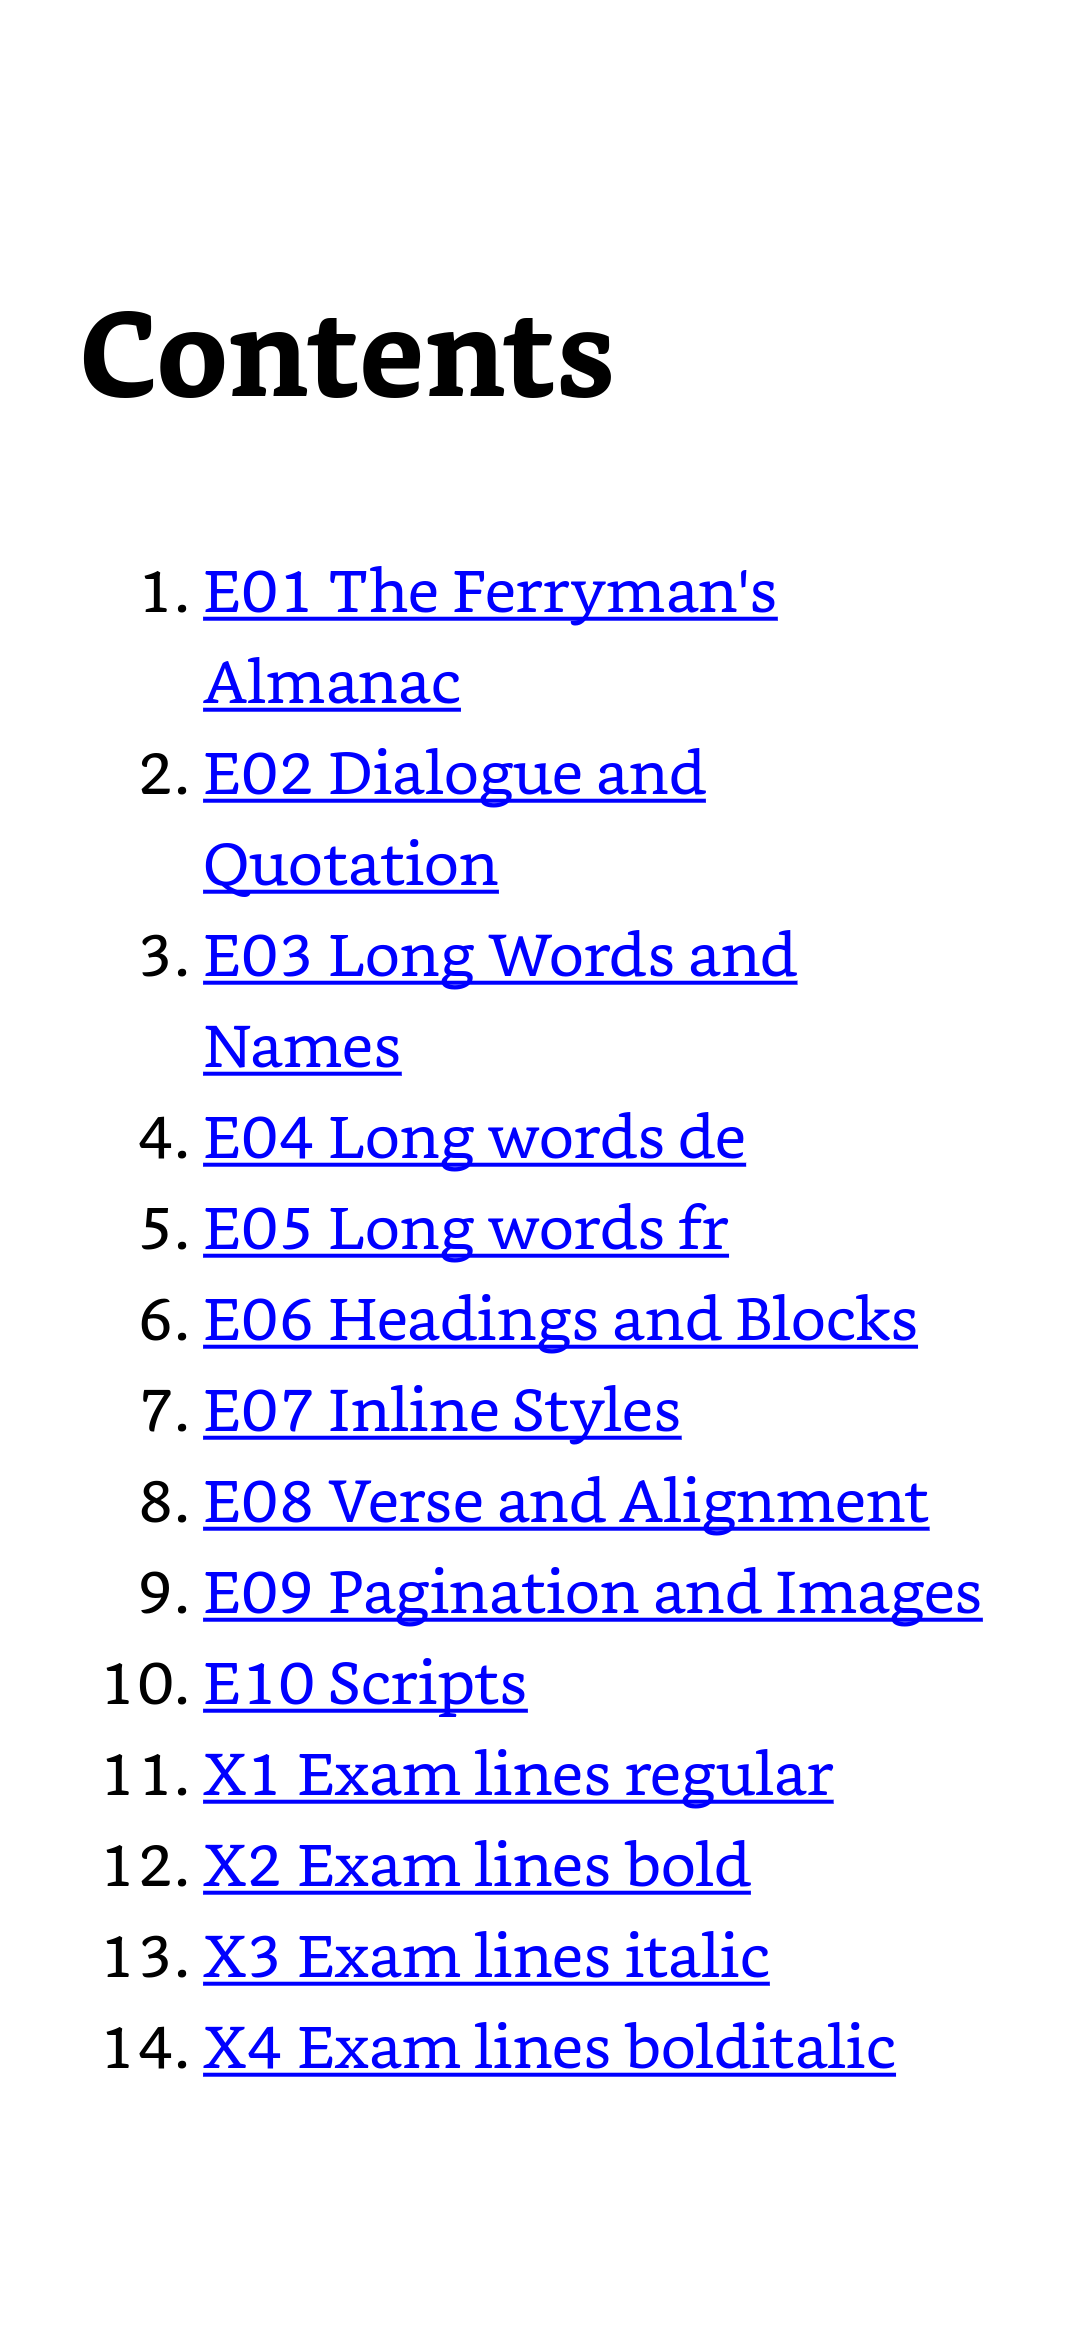 Contents
1. E01 The Ferryman's
Almanac
2. E02 Dialogue and
Quotation
3. E03 Long Words and
Names
4. E04 Long words de
5. E05 Long words fr
6. E06 Headings and Blocks
7. E07 Inline Styles
8. E08 Verse and Alignment
9. E09 Pagination and Images
10. E10 Scripts
11. X1 Exam lines regular
12. X2 Exam lines bold
13. X3 Exam lines italic
14. X4 Exam lines bolditalic